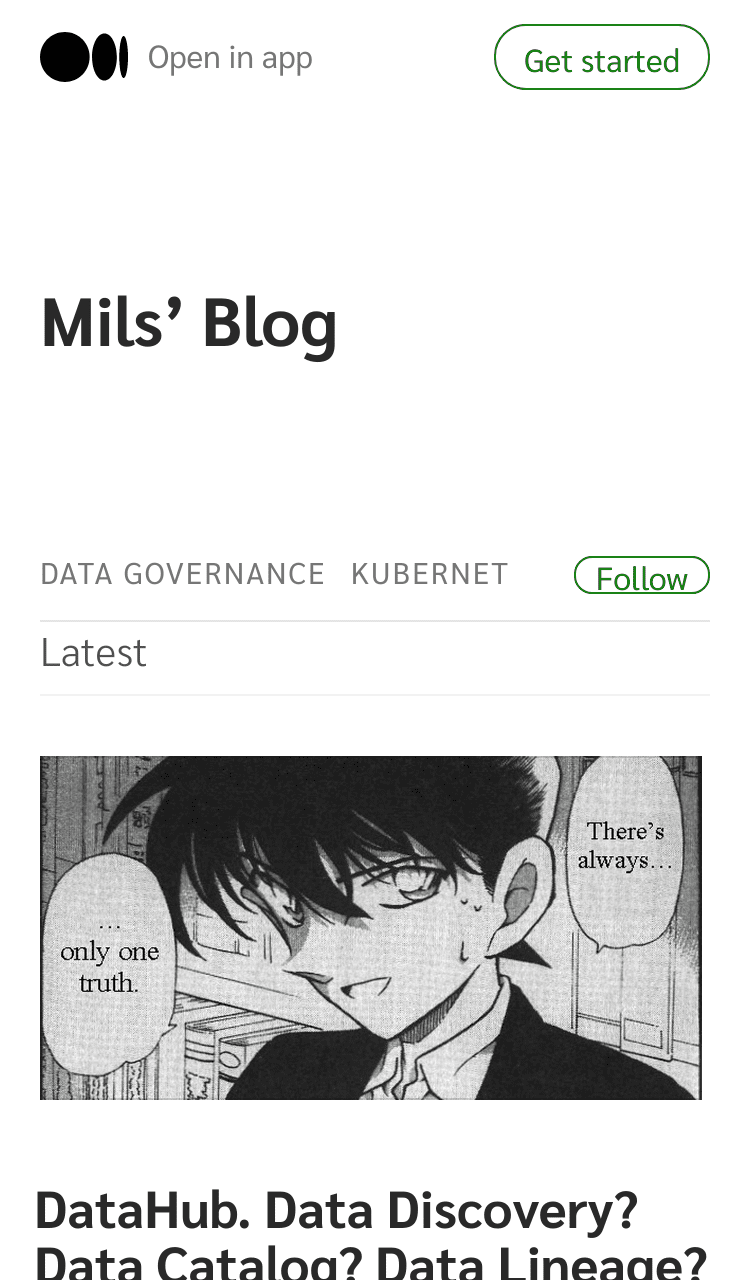 Open in app
Get started
Mils’ Blog
DATA GOVERNANCE KUBERNET
Follow
Latest
There’s
always…
…
only one
truth.
DataHub. Data Discovery?
Data Catalog? Data Lineage?